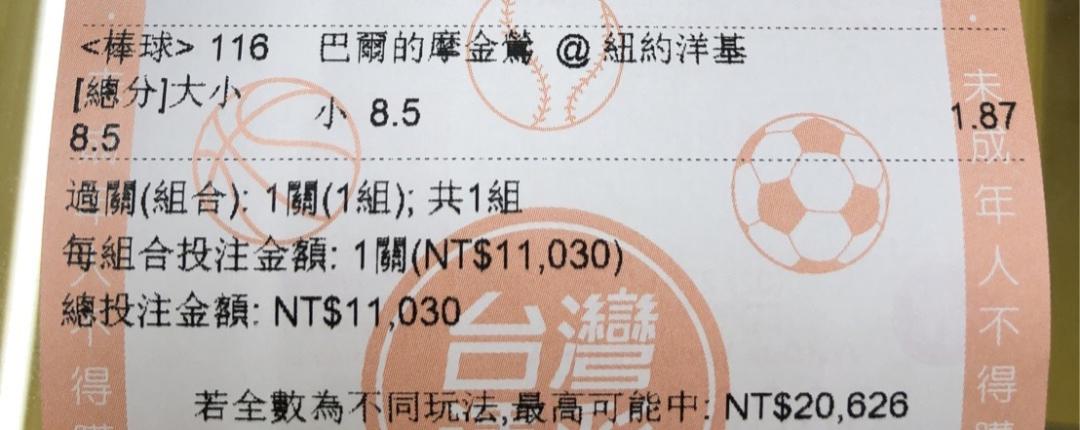 <棒球> 116 巴爾的摩金鶯 @ 紐約洋基
[總分]大小 小 8.5 1.87
8.5
過關(組合): 1關(1組); 共1組
每組合投注金額: 1關(NT$11,030)
總投注金額: NT$11,030
台灣
若全數為不同玩法,最高可能中: NT$20,626
未成年人不得
人不得